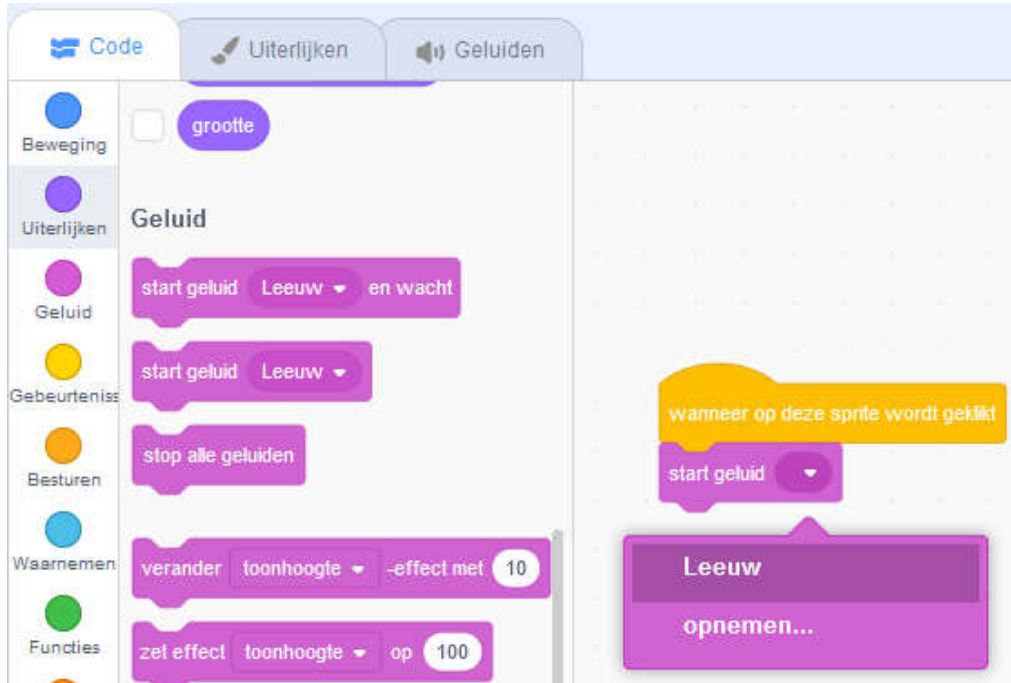 Code
Uiterlijken
Geluiden
Beweging
Uiterlijken
Geluid
Gebeurteniss
Besturen
Waarnemen
Functies
grootte
Geluid
start geluid Leeuw en wacht
start geluid Leeuw
stop alle geluiden
verander toonhoogte -effect met 10
zet effect toonhoogte op 100
wanneer op deze sprite wordt geklikt
start geluid
Leeuw
opnemen...